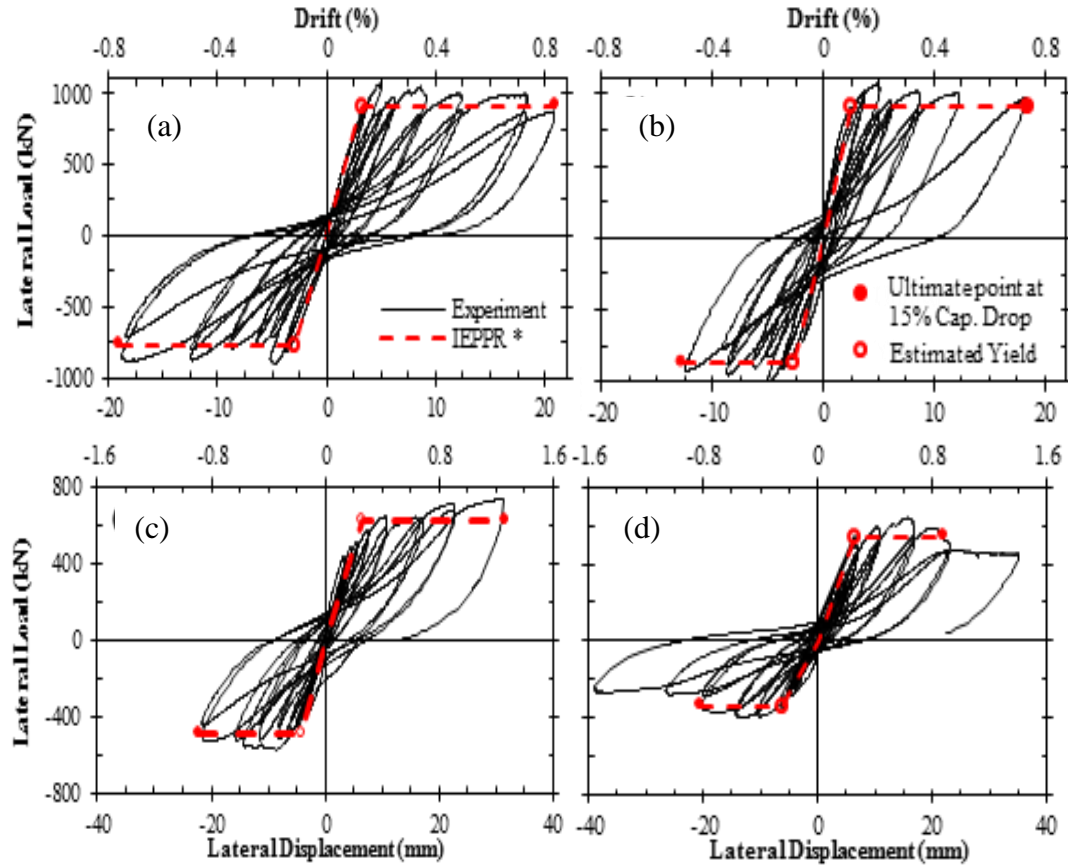 Drift (%)
Drift (%)
-0.8 -0.4 0 0.4 0.8
-0.8 -0.4 0 0.4 0.8
1000
500
0
-500
-1000
Lateral Load (kN)
(a)
(b)
Experiment
IEPPR *
Ultimate point at
15% Cap. Drop
Estimated Yield
-20 -10 0 10 20
-20 -10 0 10 20
-1.6 -0.8 0 0.8 1.6
-1.6 -0.8 0 0.8 1.6
800
400
0
-400
-800
Lateral Load (kN)
(c)
(d)
-40 -20 0 20 40
-40 -20 0 20 40
Lateral Displacement (mm)
Lateral Displacement (mm)